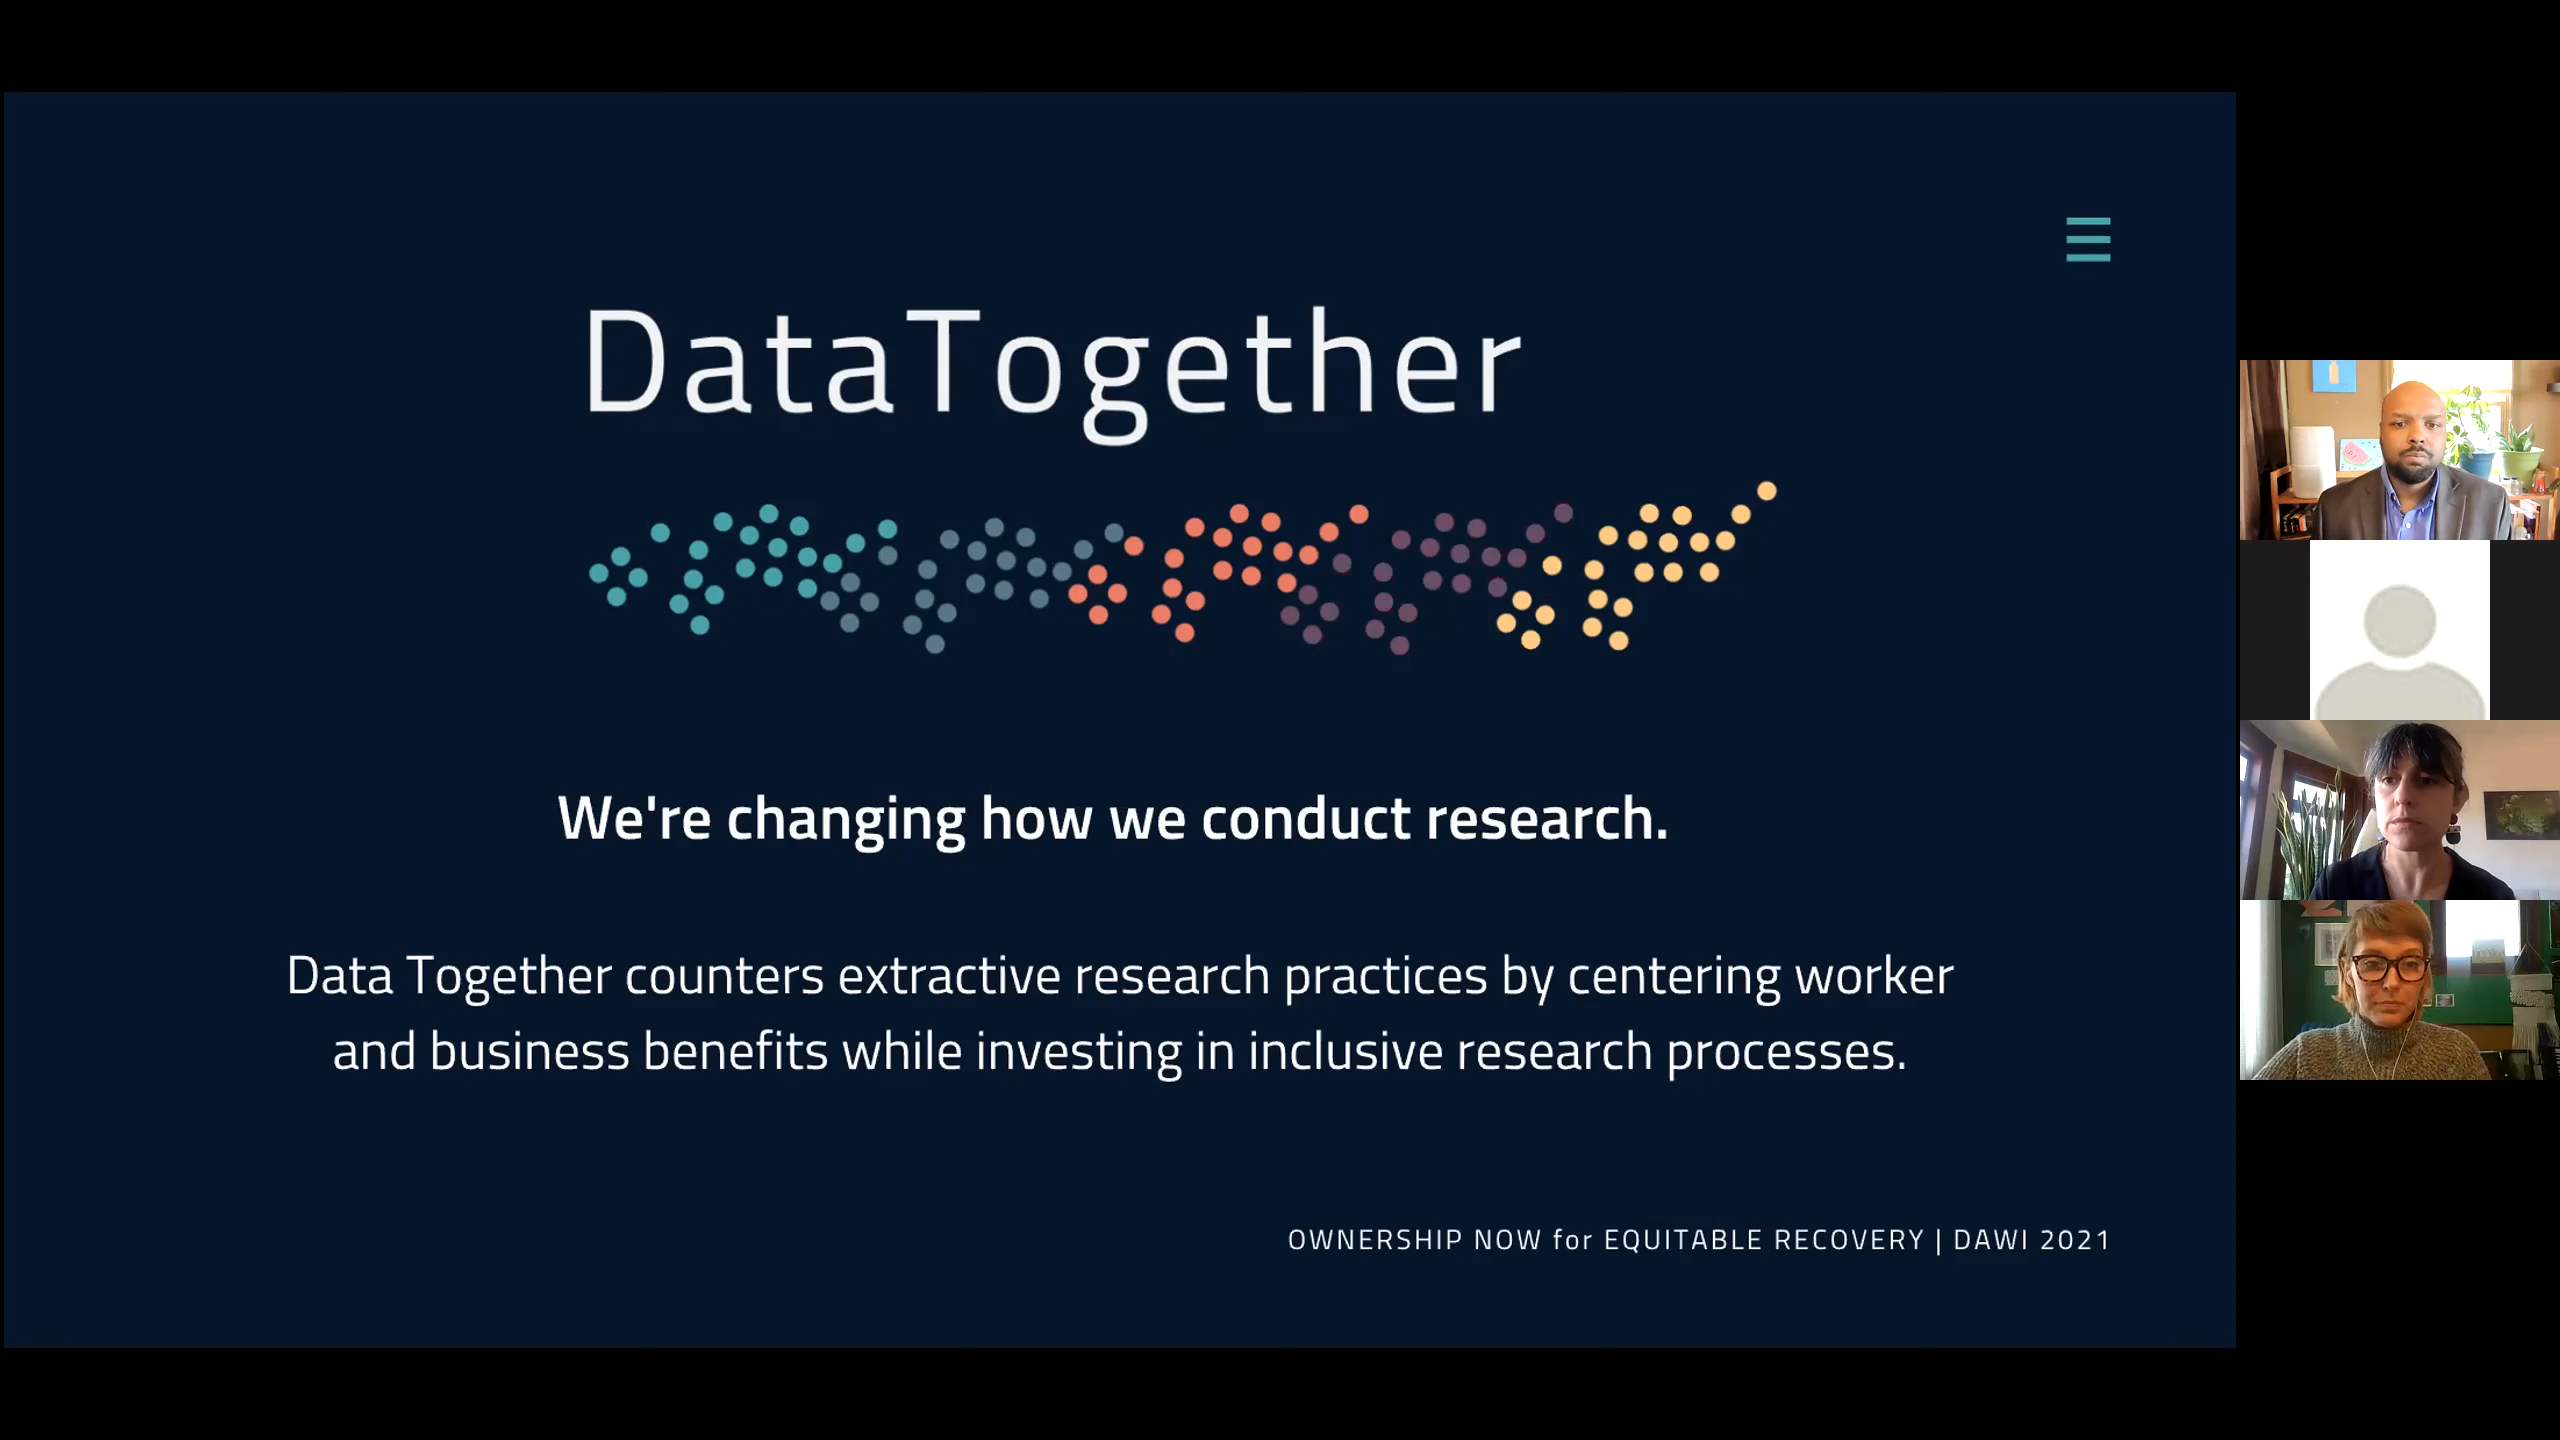 DataTogether
We're changing how we conduct research.
Data Together counters extractive research practices by centering worker
and business benefits while investing in inclusive research processes.
OWNERSHIP NOW for EQUITABLE RECOVERY | DAWI 2021